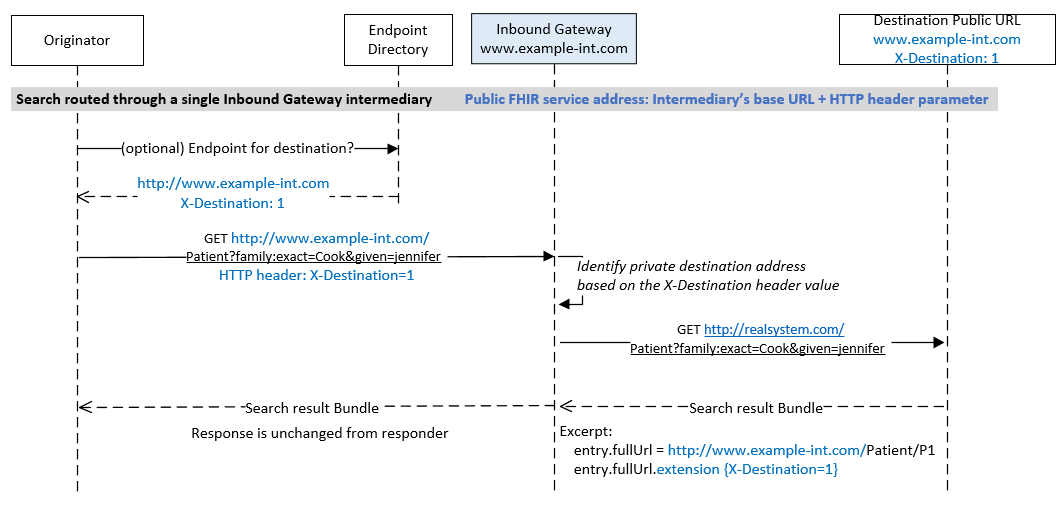 Originator
Endpoint
Directory
Inbound Gateway
www.example-int.com
Destination Public URL
www.example-int.com
X-Destination: 1
Search routed through a single Inbound Gateway intermediary
Public FHIR service address: Intermediary’s base URL + HTTP header parameter
(optional) Endpoint for destination?
http://www.example-int.com
X-Destination: 1
GET http://www.example-int.com/
Patient?family:exact=Cook&given=jennifer
HTTP header: X-Destination=1
Identify private destination address
based on the X-Destination header value
GET http://realsystem.com/
Patient?family:exact=Cook&given=jennifer
Search result Bundle
Search result Bundle
Response is unchanged from responder
Excerpt:
entry.fullUrl = http://www.example-int.com/Patient/P1
entry.fullUrl.extension {X-Destination=1}